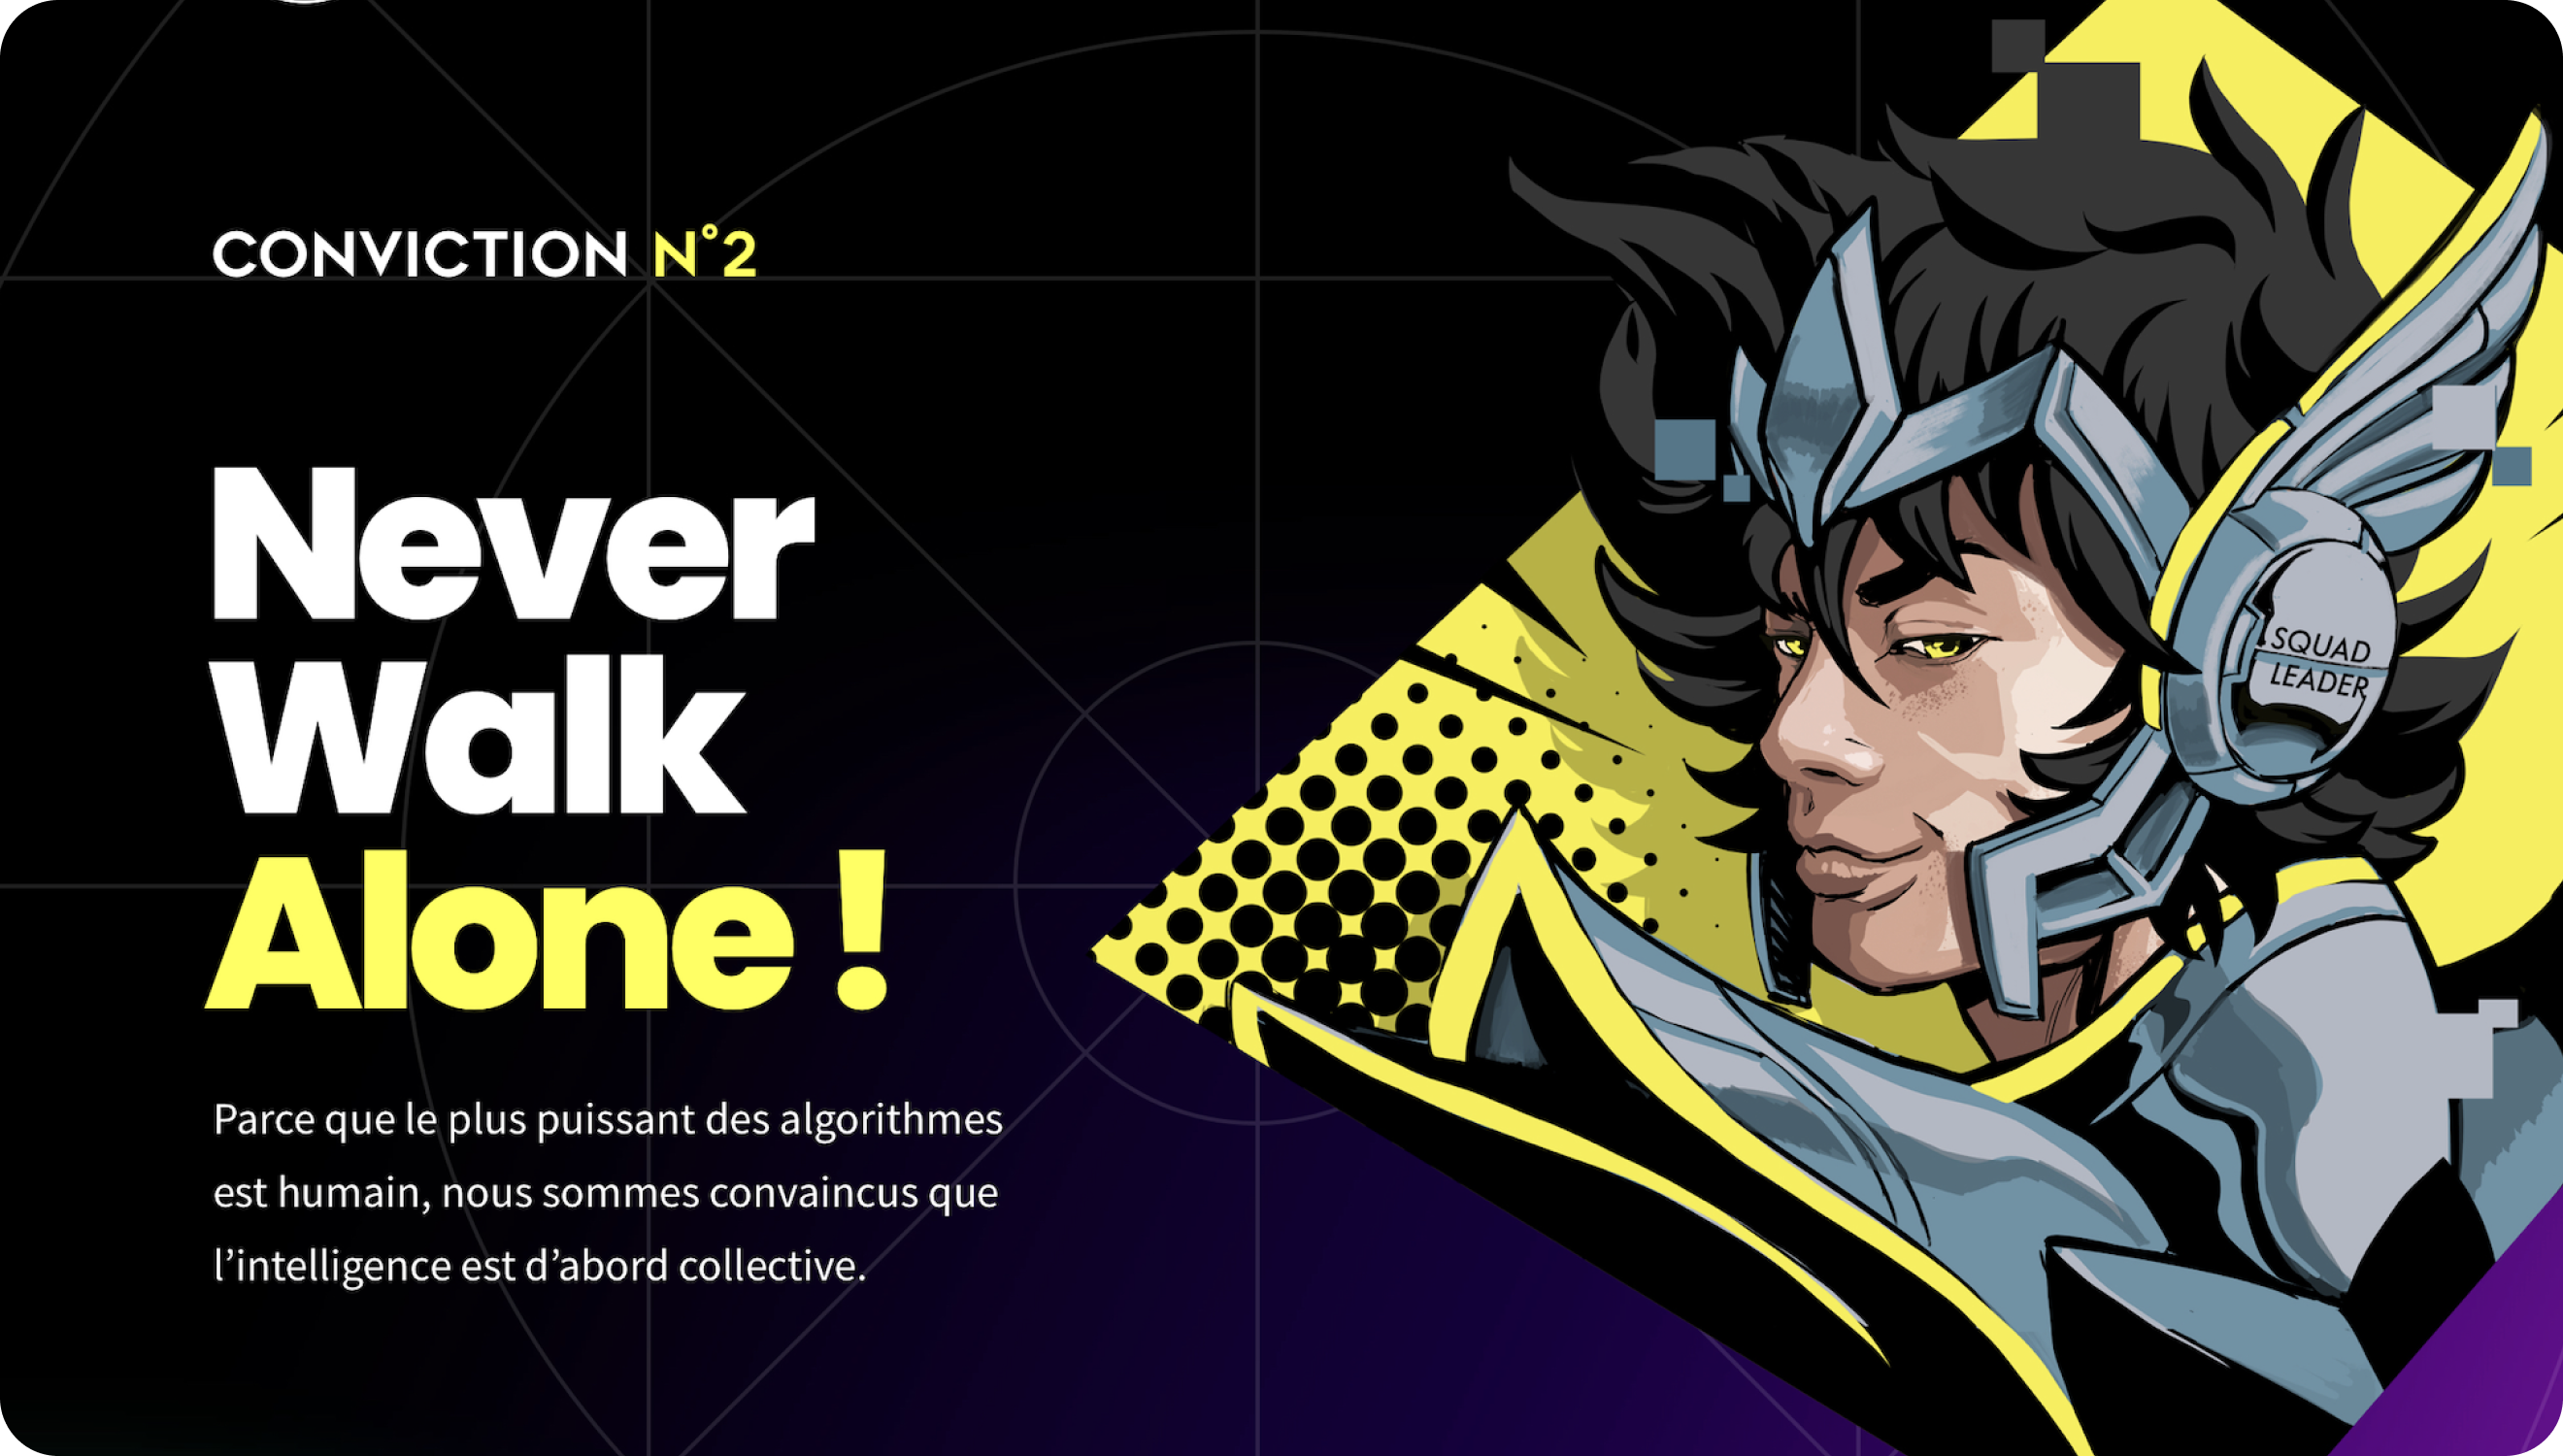 CONVICTION N°2
Never
Walk
Alone !
Parce que le plus puissant des algorithmes
est humain, nous sommes convaincus que
l’intelligence est d’abord collective.
SQUAD
LEADER